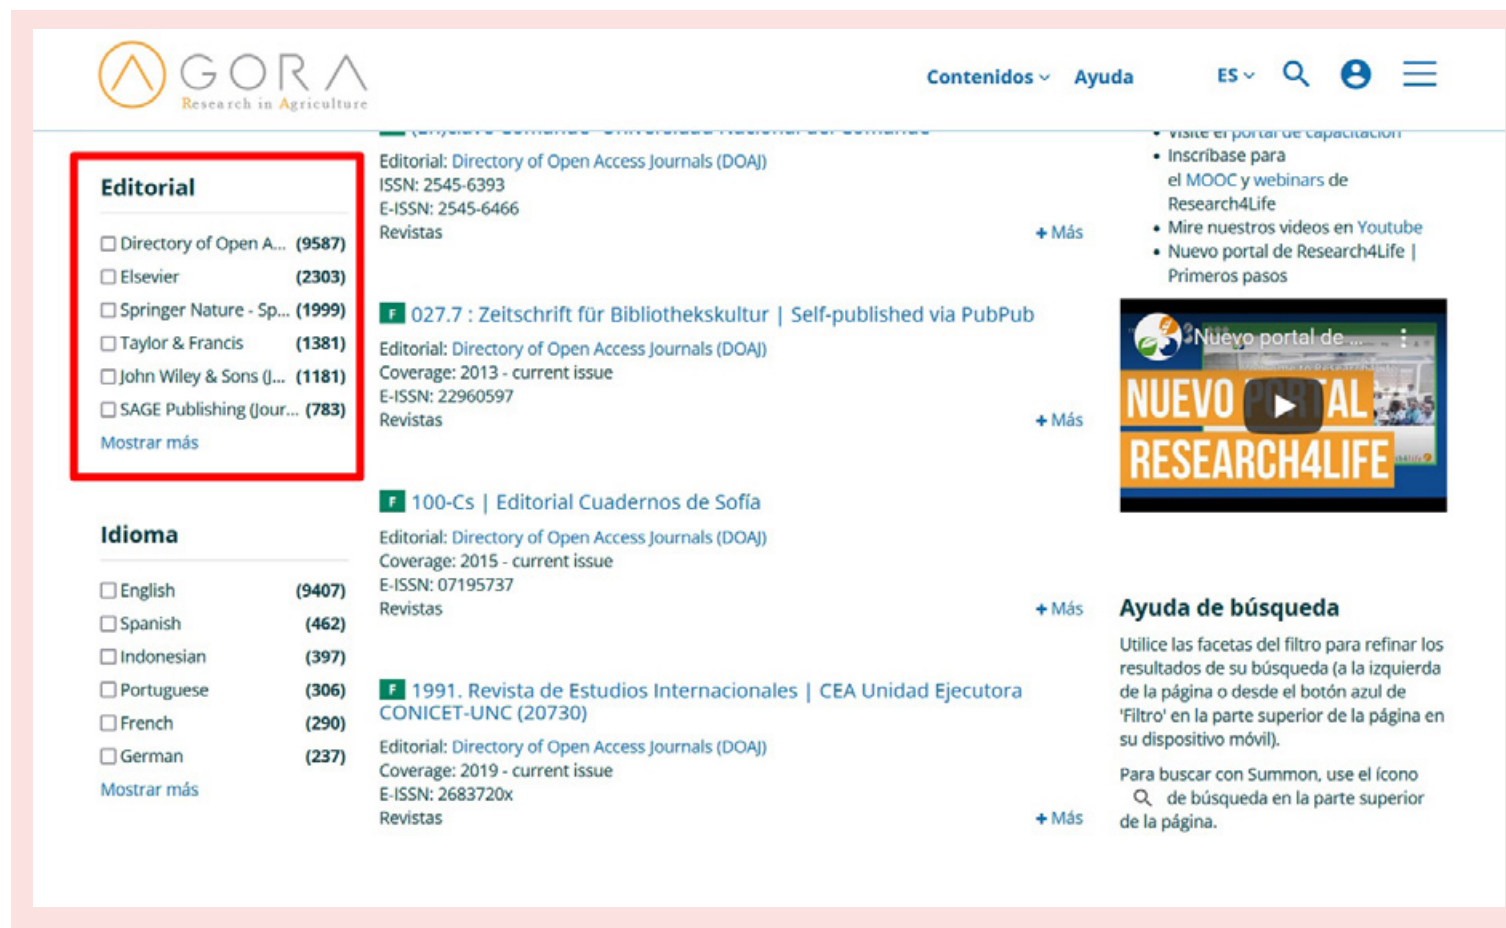 AGORA
Research in Agriculture
Contenidos
Ayuda
ES
Editorial
Directory of Open A... (9587)
Elsevier (2303)
Springer Nature - Sp... (1999)
Taylor & Francis (1381)
John Wiley & Sons (J... (1181)
SAGE Publishing (Jour... (783)
Mostrar más
Idioma
English (9407)
Spanish (462)
Indonesian (397)
Portuguese (306)
French (290)
German (237)
Mostrar más
Editorial: Directory of Open Access Journals (DOAJ)
ISSN: 2545-6393
E-ISSN: 2545-6466
Revistas
+ Más
F 027.7 : Zeitschrift für Bibliothekskultur | Self-published via PubPub
Editorial: Directory of Open Access Journals (DOAJ)
Coverage: 2013 - current issue
E-ISSN: 22960597
Revistas
+ Más
F 100-Cs | Editorial Cuadernos de Sofía
Editorial: Directory of Open Access Journals (DOAJ)
Coverage: 2015 - current issue
E-ISSN: 07195737
Revistas
+ Más
F 1991. Revista de Estudios Internacionales | CEA Unidad Ejecutora
CONICET-UNC (20730)
Editorial: Directory of Open Access Journals (DOAJ)
Coverage: 2019 - current issue
E-ISSN: 2683720x
Revistas
+ Más
• Visite el portal de capacitación
• Inscríbase para
el MOOC y webinars de
Research4Life
• Mire nuestros videos en Youtube
• Nuevo portal de Research4Life |
Primeros pasos
Nuevo portal de ...
NUEVO PORTAL
RESEARCH4LIFE
Ayuda de búsqueda
Utilice las facetas del filtro para refinar los
resultados de su búsqueda (a la izquierda
de la página o desde el botón azul de
'Filtro' en la parte superior de la página en
su dispositivo móvil).
Para buscar con Summon, use el ícono
de búsqueda en la parte superior
de la página.